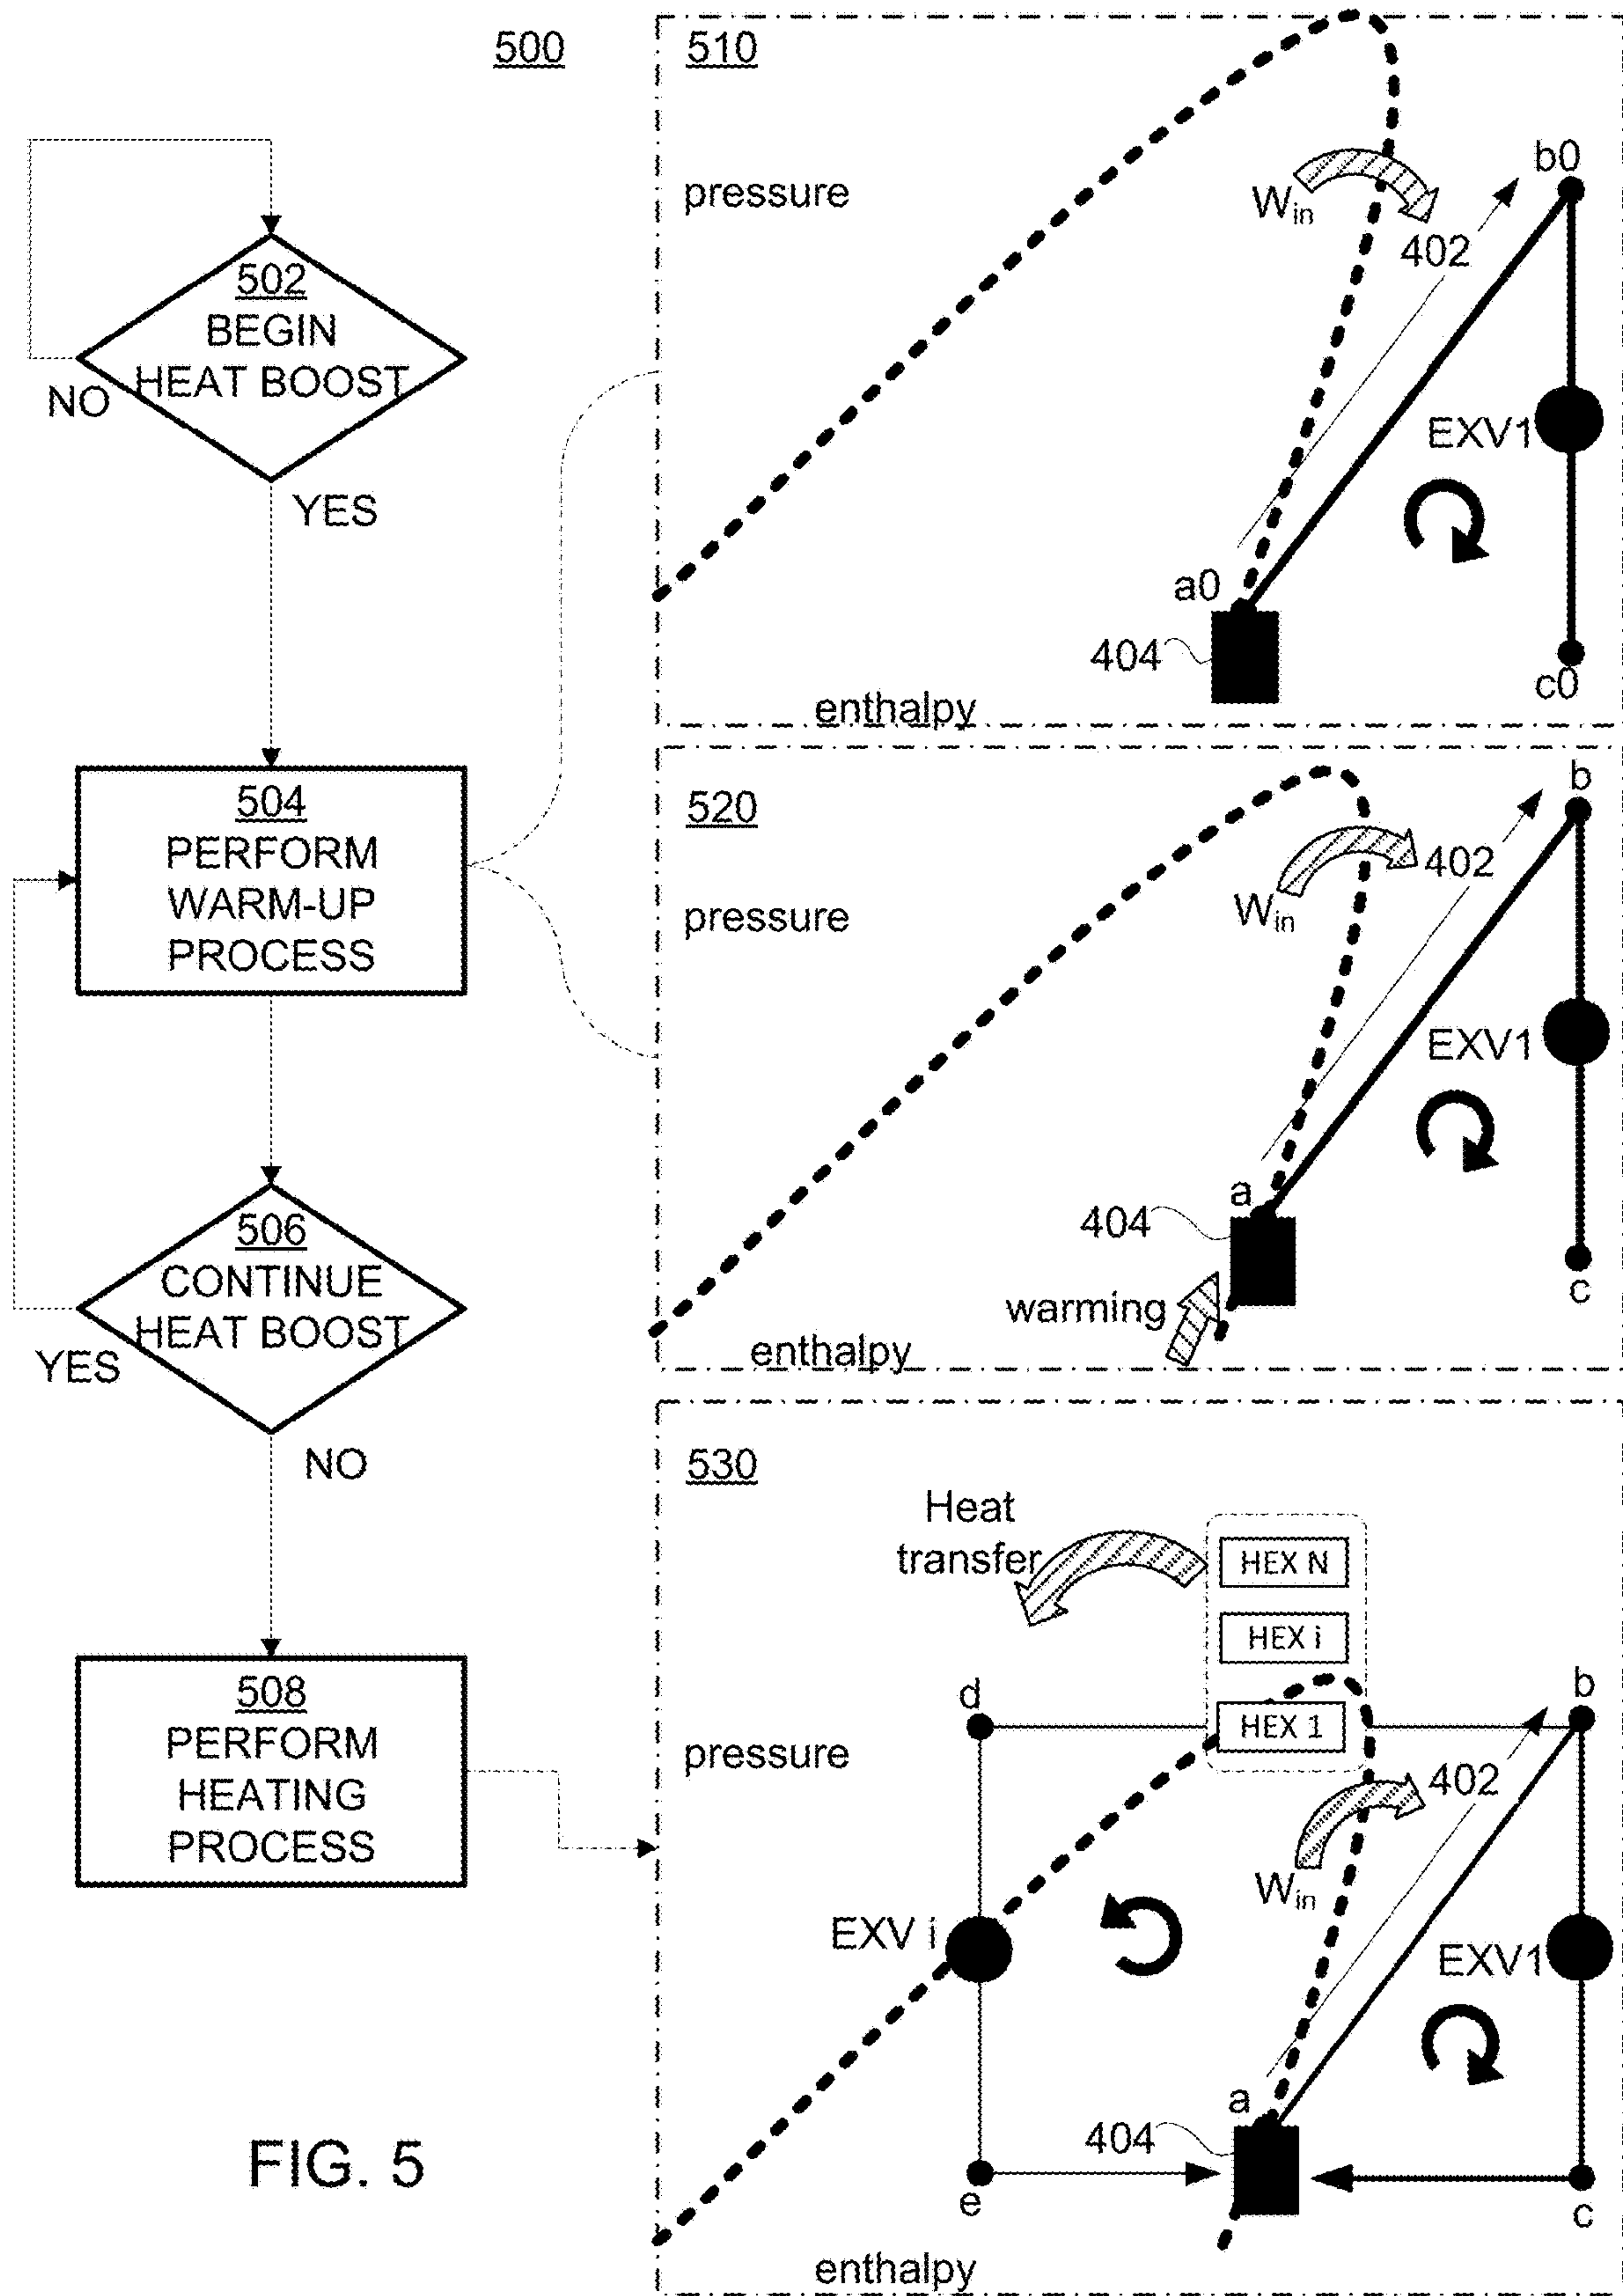 500
502
BEGIN
HEAT BOOST
NO
YES
504
PERFORM
WARM-UP
PROCESS
506
CONTINUE
HEAT BOOST
YES
NO
508
PERFORM
HEATING
PROCESS
FIG. 5
510
pressure
Win
402
b0
EXV1
a0
404
c0
enthalpy
520
b
pressure
Win
402
EXV1
a
404
warming
c
enthalpy
530
Heat
transfer
HEX N
HEX i
HEX 1
d
b
pressure
402
Win
EXV i
EXV1
a
404
e
c
enthalpy